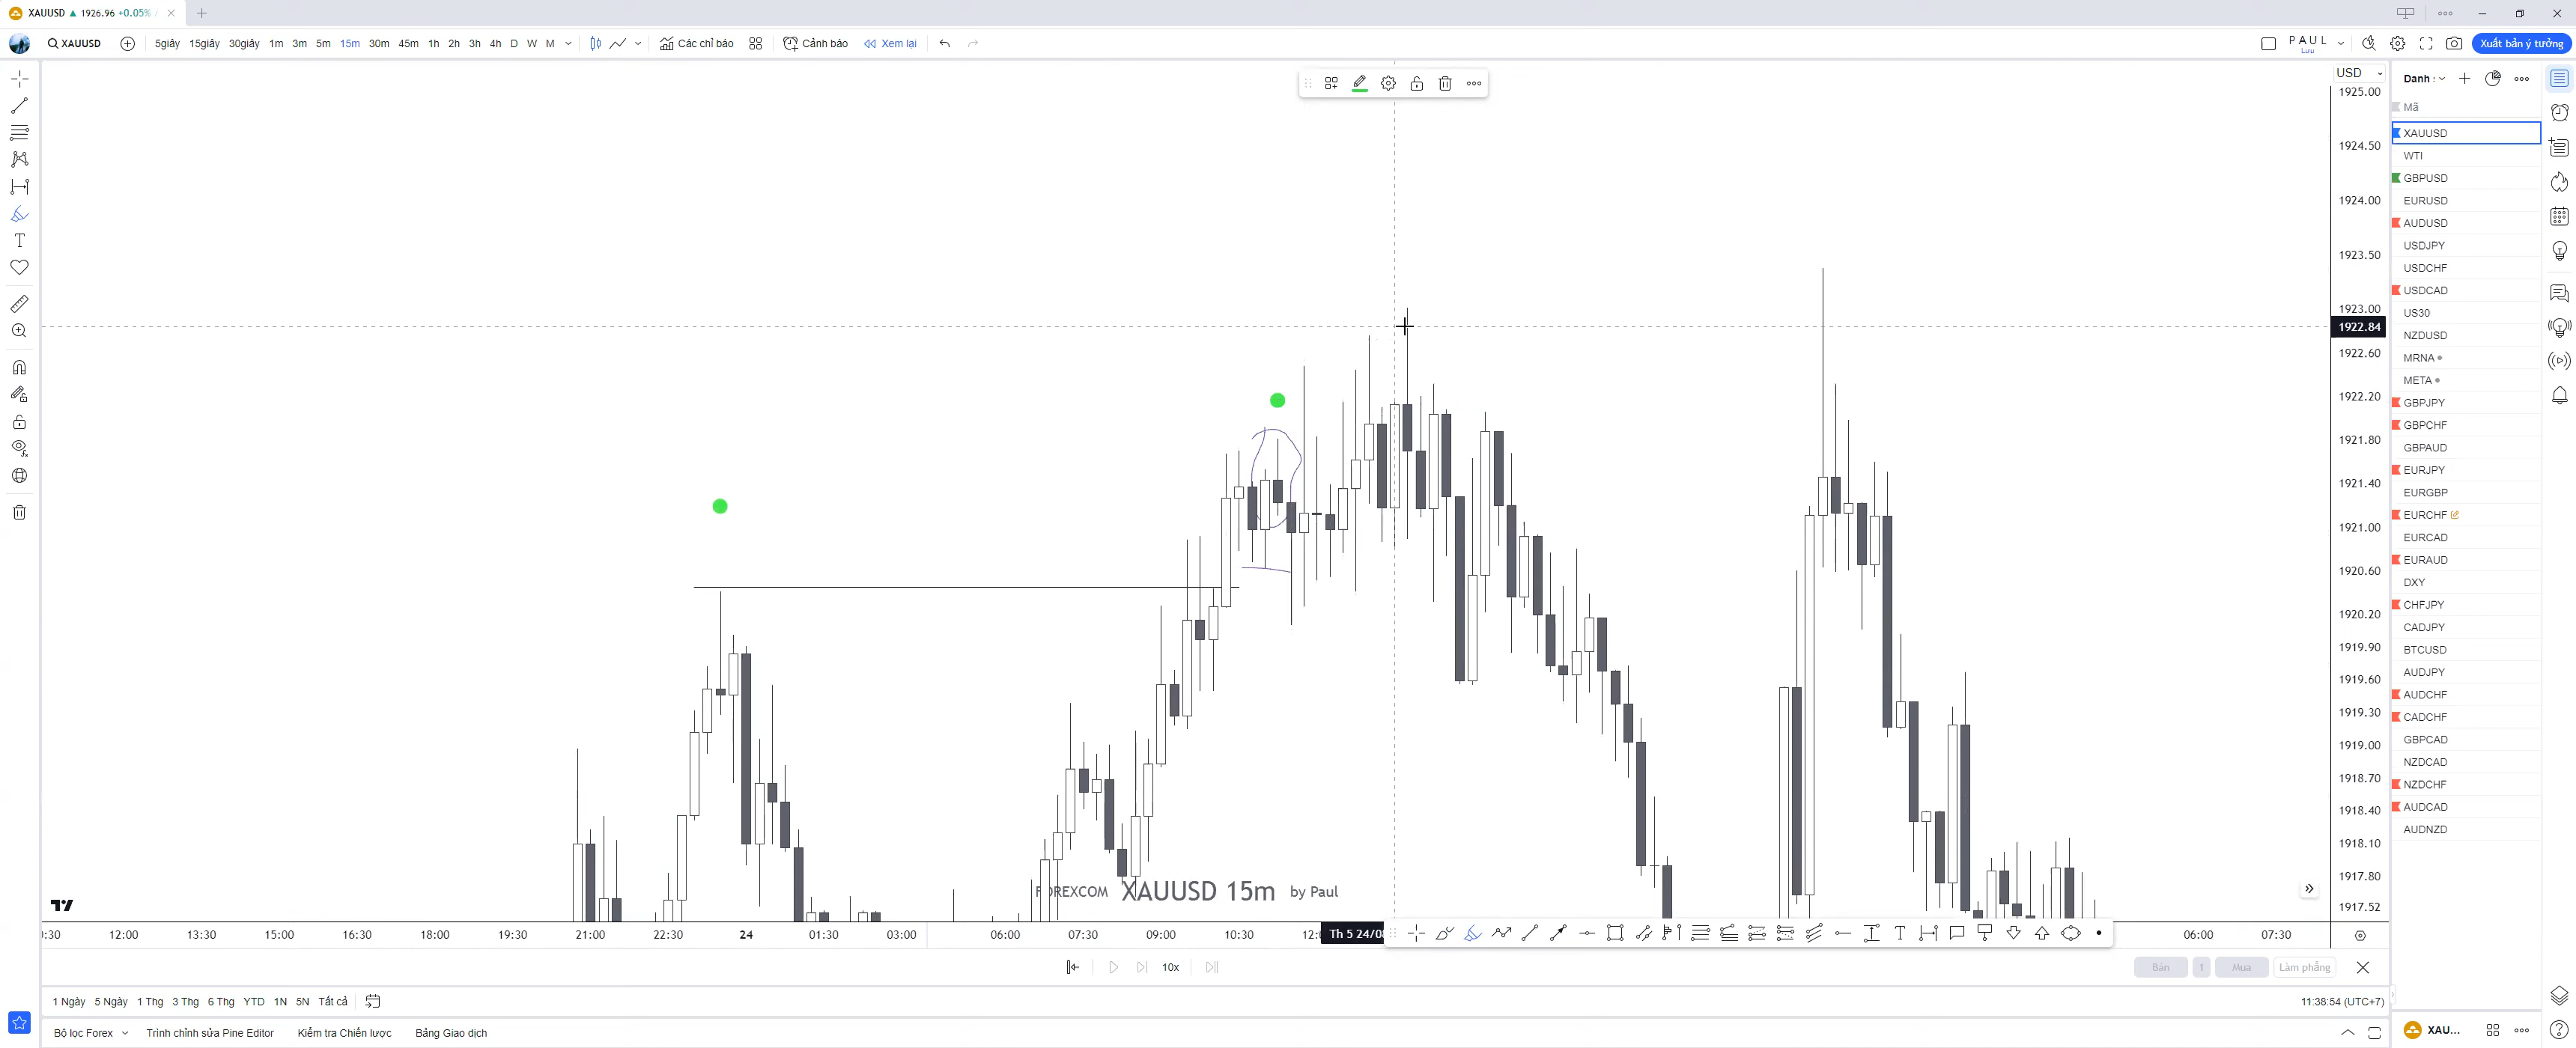 XAUUSD ▲ 1926.96 +0.05%
XAUUSD 5giây 15giây 30giây 1m 3m 5m 15m 30m 45m 1h 2h 3h 4h D W M Các chỉ báo Cảnh báo Xem lại PAUL Lưu Xuất bản ý tưởng
USD
1925.00
1924.50
1924.00
1923.50
1923.00
1922.84
1922.60
1922.20
1921.80
1921.40
1921.00
1920.60
1920.20
1919.90
1919.60
1919.30
1919.00
1918.70
1918.40
1918.10
1917.80
1917.52
Danh
Mã
XAUUSD
WTI
GBPUSD
EURUSD
AUDUSD
USDJPY
USDCHF
USDCAD
US30
NZDUSD
MRNA
META
GBPJPY
GBPCHF
GBPAUD
EURJPY
EURGBP
EURCHF
EURCAD
EURAUD
DXY
CHFJPY
CADJPY
BTCUSD
AUDJPY
AUDCHF
CADCHF
GBPCAD
NZDCAD
NZDCHF
AUDCAD
AUDNZD
FOREXCOM XAUUSD 15m by Paul
:30 12:00 13:30 15:00 16:30 18:00 19:30 21:00 22:30 24 01:30 03:00 06:00 07:30 09:00 10:30 Th 5 24/08 06:00 07:30
10x Bán 1 Mua Làm phẳng
1 Ngày 5 Ngày 1 Thg 3 Thg 6 Thg YTD 1N 5N Tất cả 11:38:54 (UTC+7)
Bộ lọc Forex Trình chỉnh sửa Pine Editor Kiểm tra Chiến lược Bảng Giao dịch XAU...